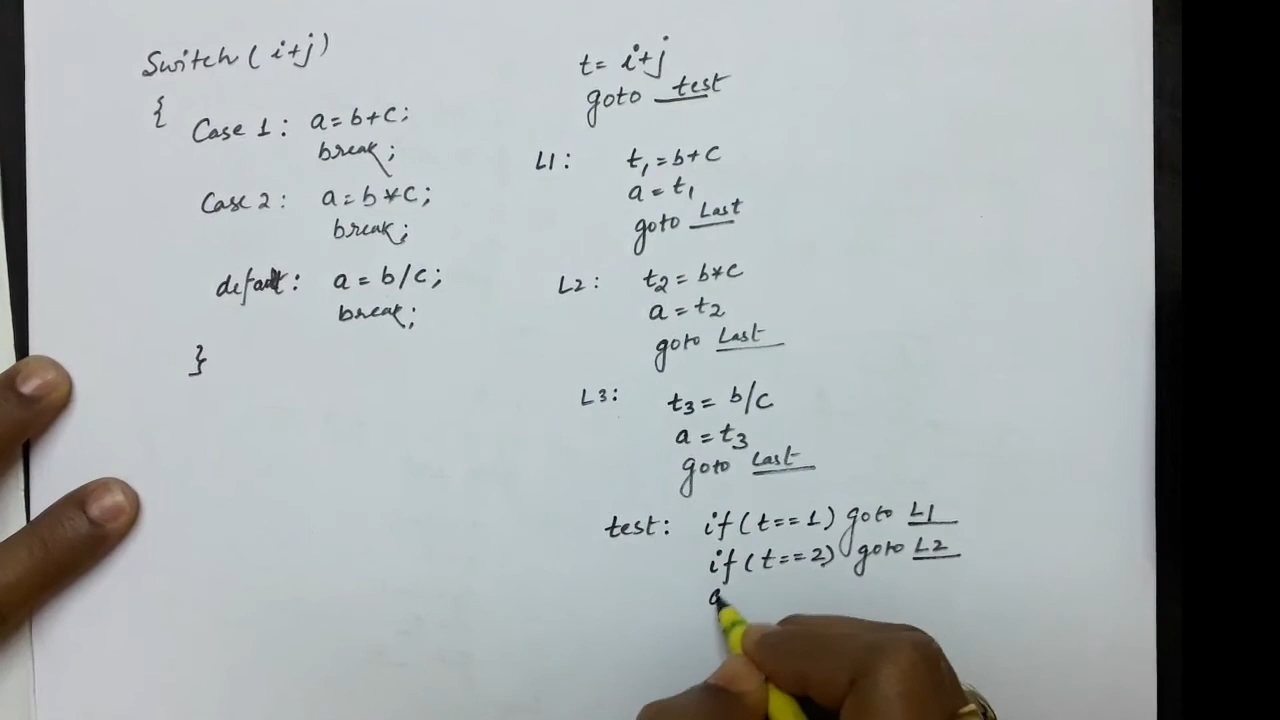 Switch ( i+j )
{
Case 1 : a = b + c ;
break ;
Case 2 : a = b * c ;
break ;
default : a = b / c ;
break ;
}
t = i+j
goto test
L1 : t1 = b + c
a = t1
goto Last
L2 : t2 = b * c
a = t2
goto Last
L3 : t3 = b / c
a = t3
goto Last
test : if ( t == 1 ) goto L1
if ( t == 2 ) goto L2